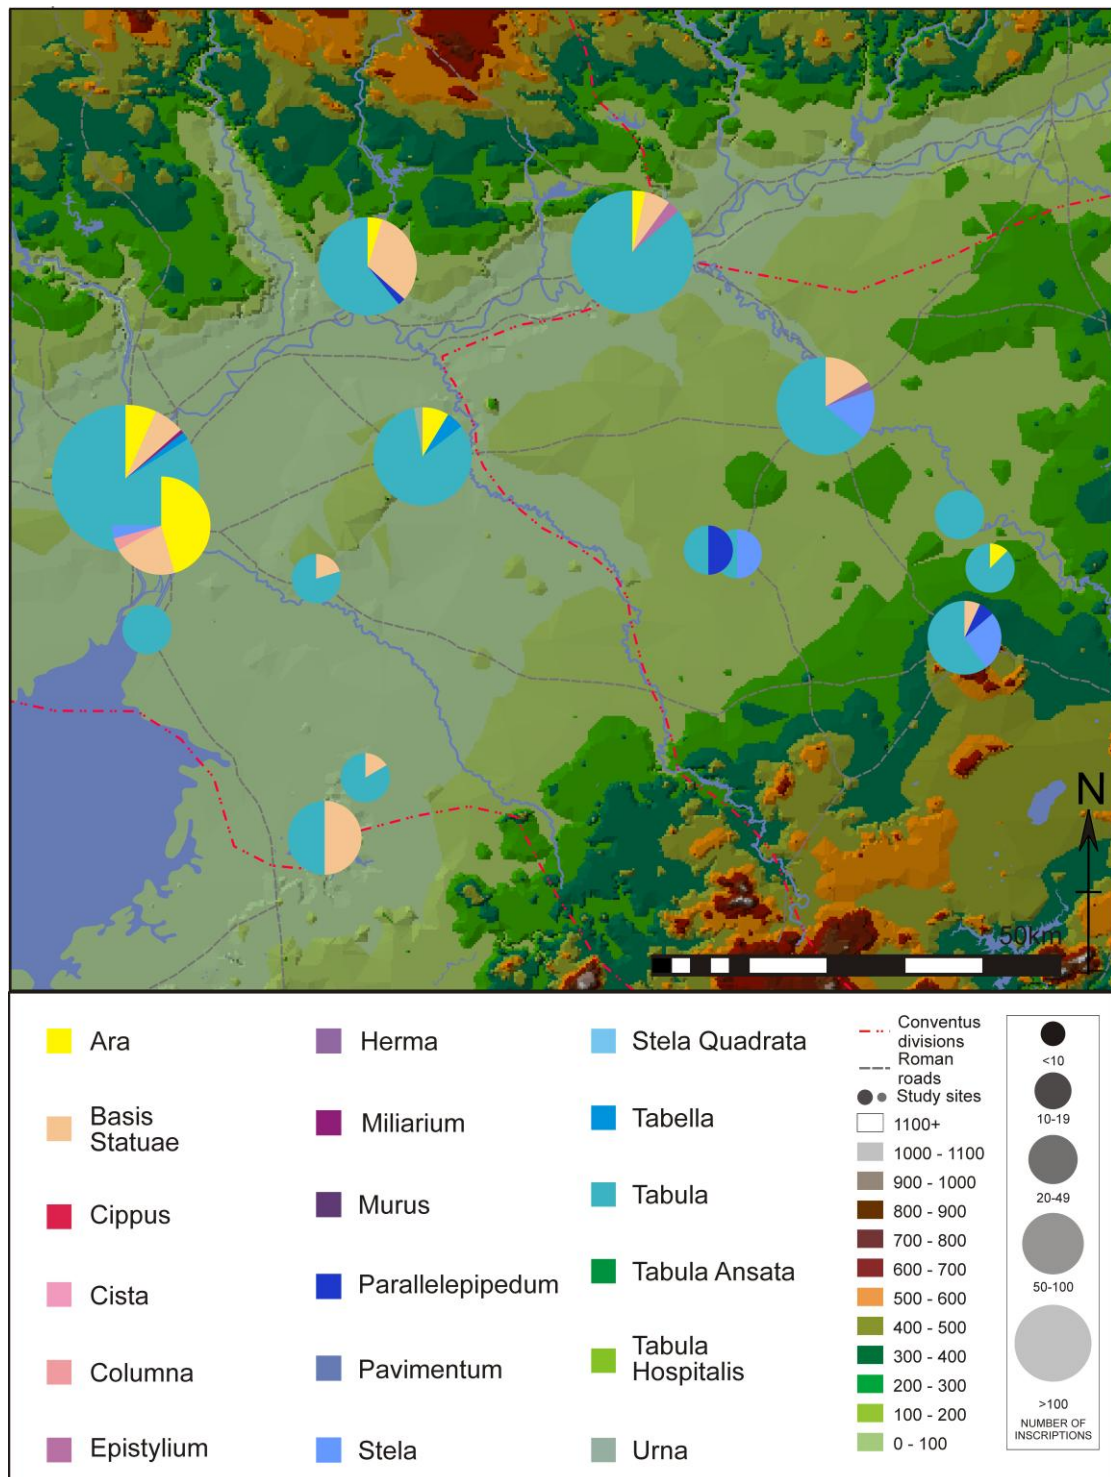 N
50km
Ara
Basis
Statuae
Cippus
Cista
Columna
Epistylium
Herma
Miliarium
Murus
Parallelepipedum
Pavimentum
Stela
Stela Quadrata
Tabella
Tabula
Tabula Ansata
Tabula
Hospitalis
Urna
Conventus
divisions
Roman
roads
Study sites
1100+
1000 - 1100
900 - 1000
800 - 900
700 - 800
600 - 700
500 - 600
400 - 500
300 - 400
200 - 300
100 - 200
0 - 100
<10
10-19
20-49
50-100
>100
NUMBER OF
INSCRIPTIONS